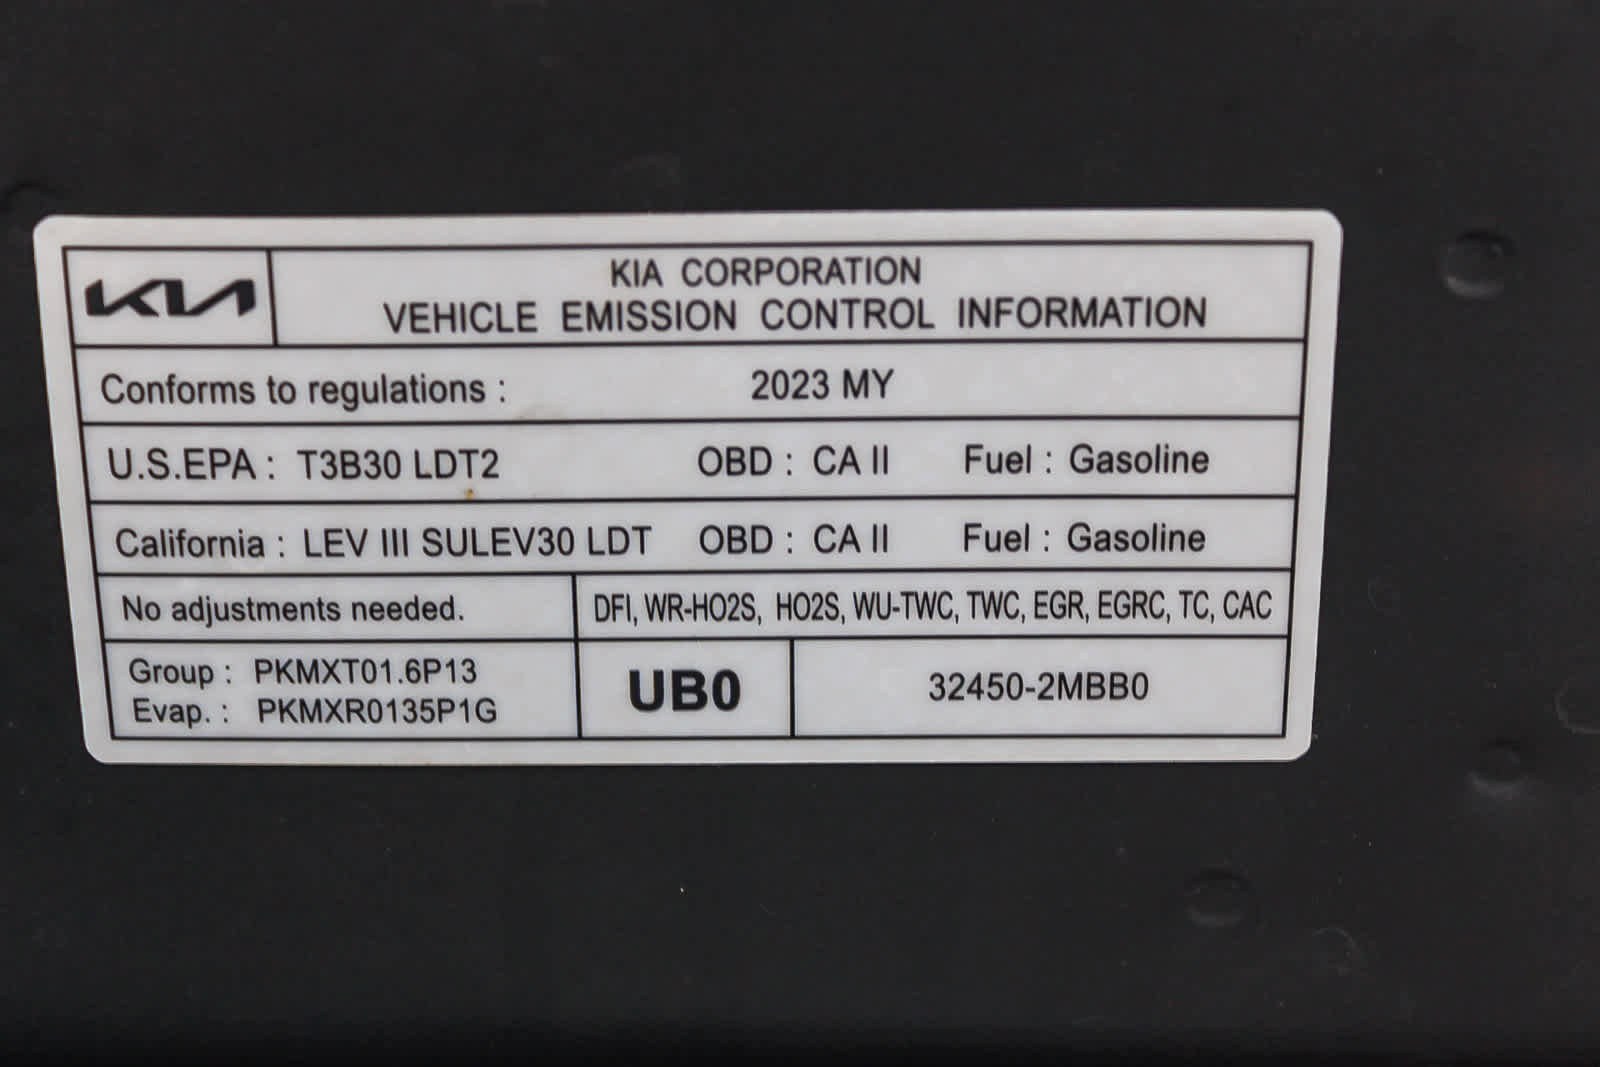 KIA KIA CORPORATION
VEHICLE EMISSION CONTROL INFORMATION
Conforms to regulations : 2023 MY
U.S.EPA : T3B30 LDT2 OBD : CA II Fuel : Gasoline
California : LEV III SULEV30 LDT OBD : CA II Fuel : Gasoline
No adjustments needed. DFI, WR-HO2S, HO2S, WU-TWC, TWC, EGR, EGRC, TC, CAC
Group : PKMXT01.6P13
Evap. : PKMXR0135P1G
UB0
32450-2MBB0